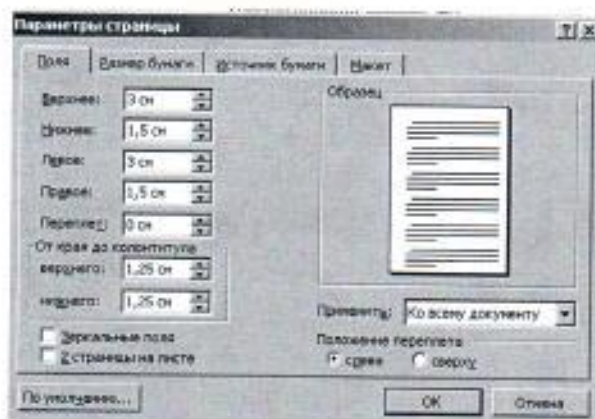 Параметры страницы
Поля Размер бумаги Источник бумаги Макет
Верхнее: 3 см
Нижнее: 1,5 см
Левое: 3 см
Правое: 1,5 см
Переплет: 0 см
От края до колонтитула
верхнего: 1,25 см
нижнего: 1,25 см
Зеркальные поля
2 страницы на листе
Образец
Применить: Ко всему документу
Положение переплета
слева сверху
По умолчанию... ОК Отмена